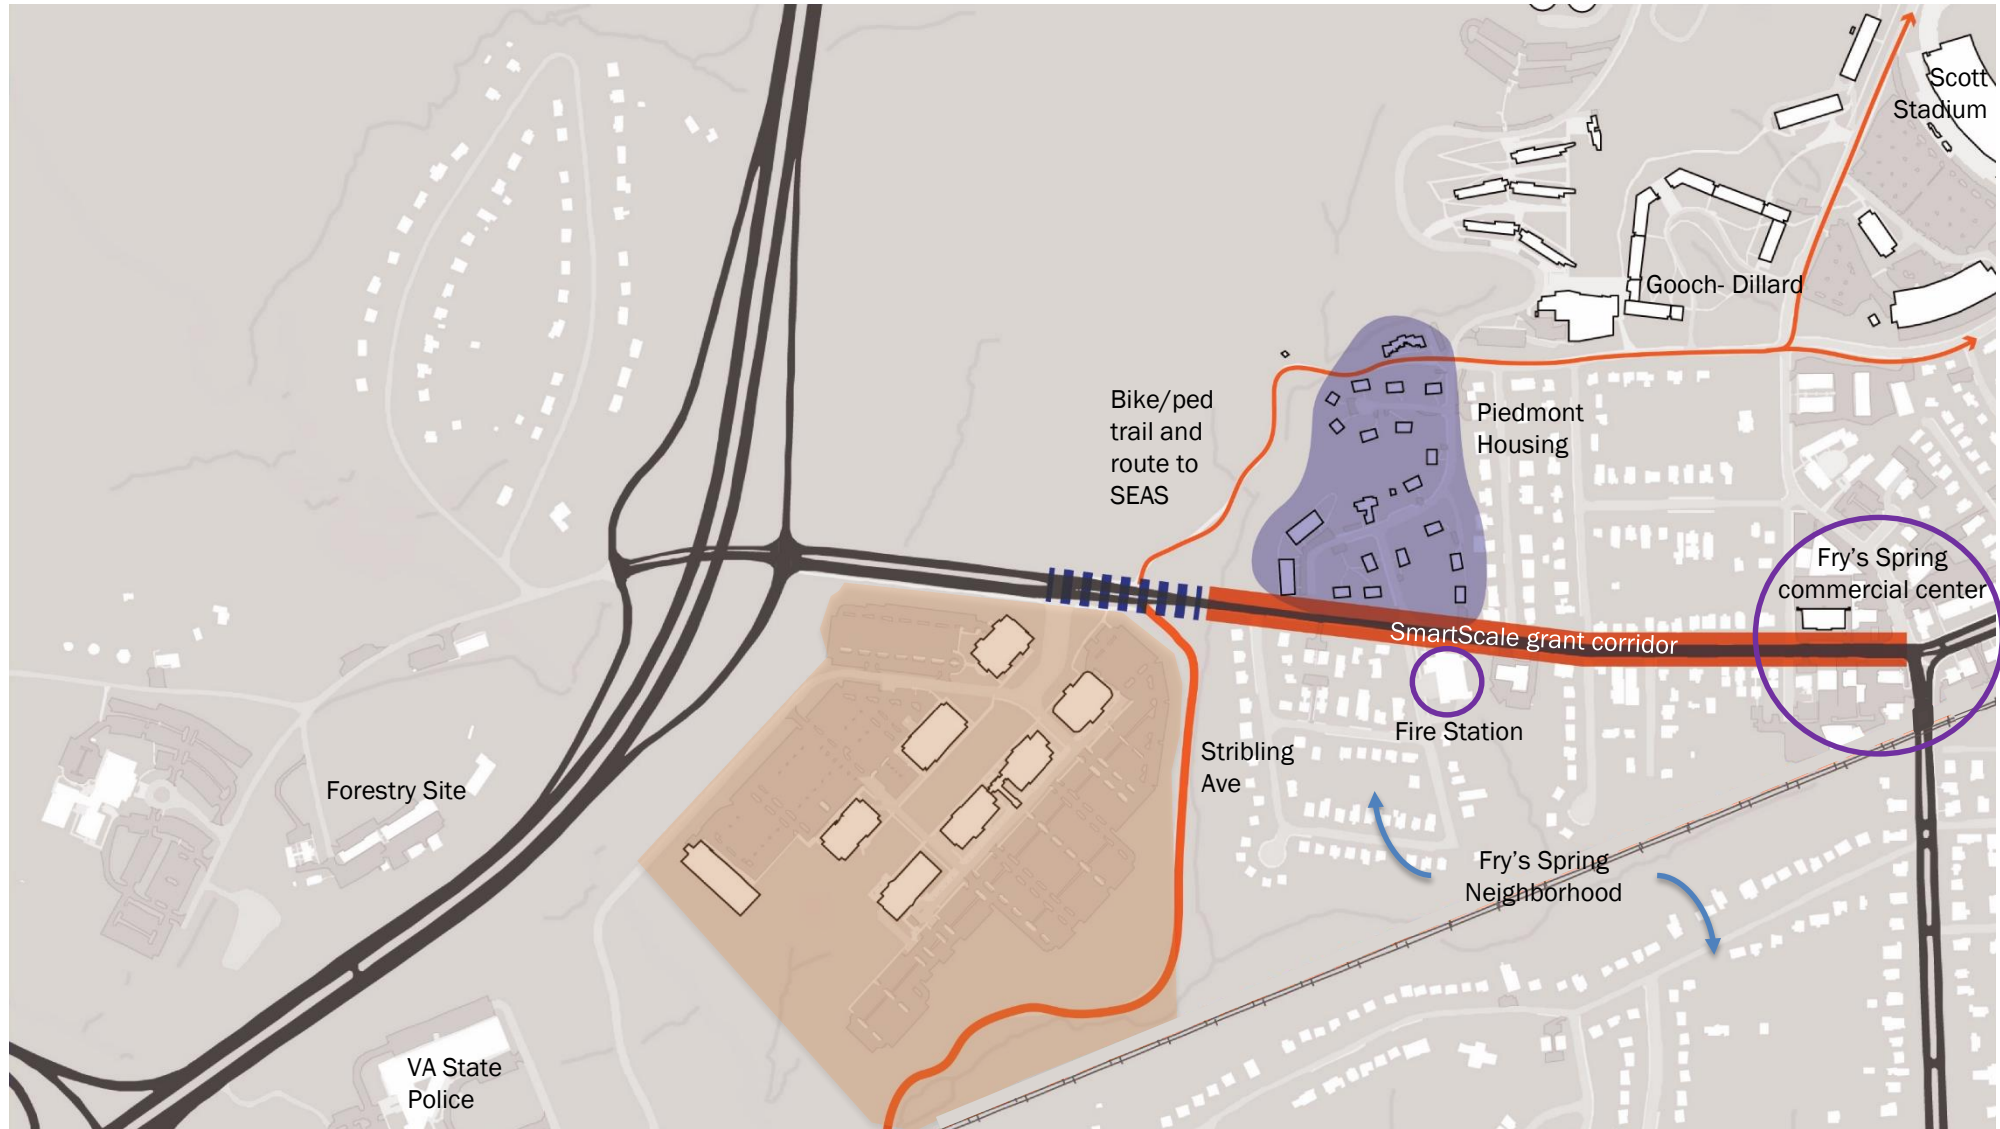 Scott
Stadium
Gooch- Dillard
Bike/ped
trail and
route to
SEAS
Piedmont
Housing
Fry’s Spring
commercial center
SmartScale grant corridor
Fire Station
Stribling
Ave
Forestry Site
Fry’s Spring
Neighborhood
VA State
Police